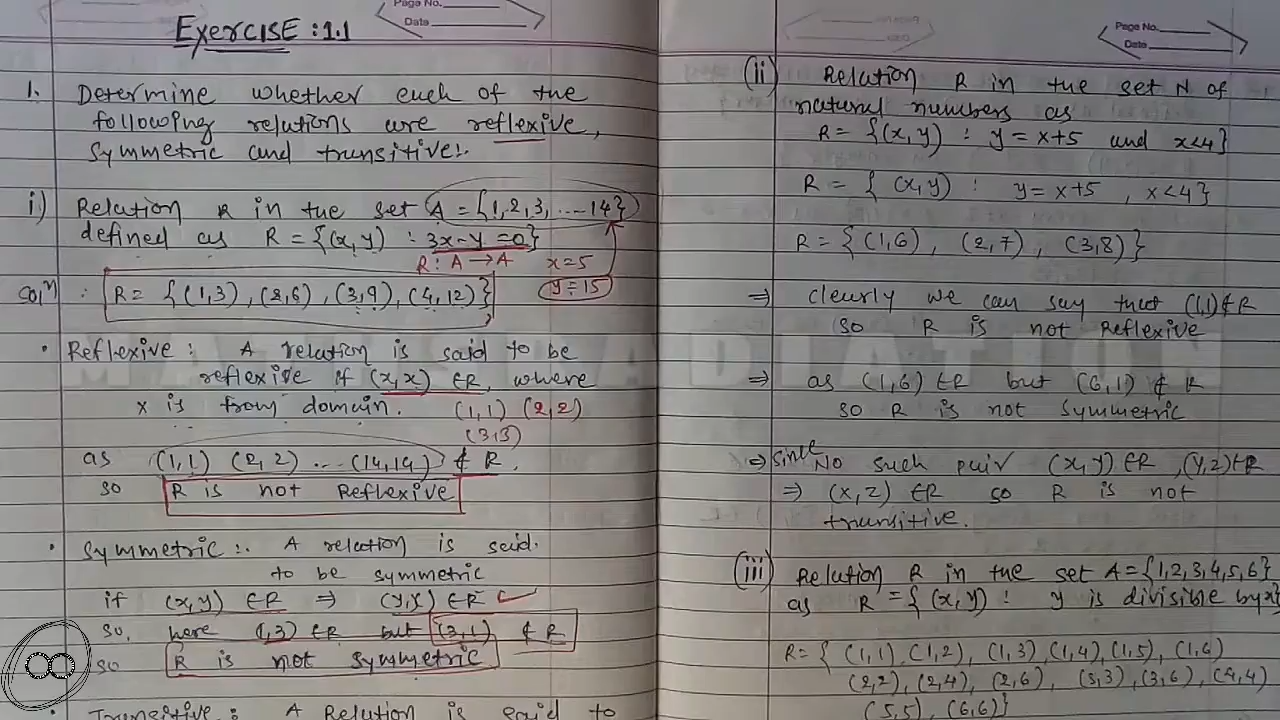 Page No.
Date
Exercise : 1.1
1. Determine whether each of the
following relations are reflexive,
symmetric and transitive:.
i) Relation R in the set A = {1,2,3, ... 14}
defined as R = {(x,y) : 3x-y =0}
R: A → A x=5
Sol^n : R = {(1,3), (2,6), (3,9), (4,12)} y=15
• Reflexive : A relation is said to be
reflexive if (x,x) ∈R, where
x is from domain. (1,1) (2,2)
(3,3)
as (1,1) (2,2) ... (14,14) ∉ R.
so R is not Reflexive
• Symmetric :. A relation is said.
to be symmetric
if (x,y) ∈R ⇒ (y,x) ∈R ✓
so, here (1,3) ∈R but (3,1) ∉ R
so R is not symmetric
• Transitive : A Relation is said to
Page No.
Date
(ii) Relation R in the set N of
natural numbers as
R= {(x,y) : y=x+5 and x<4}
R = { (x,y) : y=x+5 , x<4}
R = {(1,6) , (2,7) , (3,8)}
⇒ clearly we can say that (1,1)∉R
so R is not Reflexive
⇒ as (1,6) ∈R but (6,1) ∉ R
so R is not symmetric
⇒ since No such pair (x,y) ∈R ,(y,z)∈R
⇒ (x,z) ∈R so R is not
transitive.
(iii) Relation R in the set A={1,2,3,4,5,6}
as R={ (x,y) : y is divisible by x}
R={ (1,1), (1,2), (1,3) (1,4),(1,5), (1,6)
(2,2), (2,4), (2,6), (3,3), (3,6), (4,4)
(5,5), (6,6)}